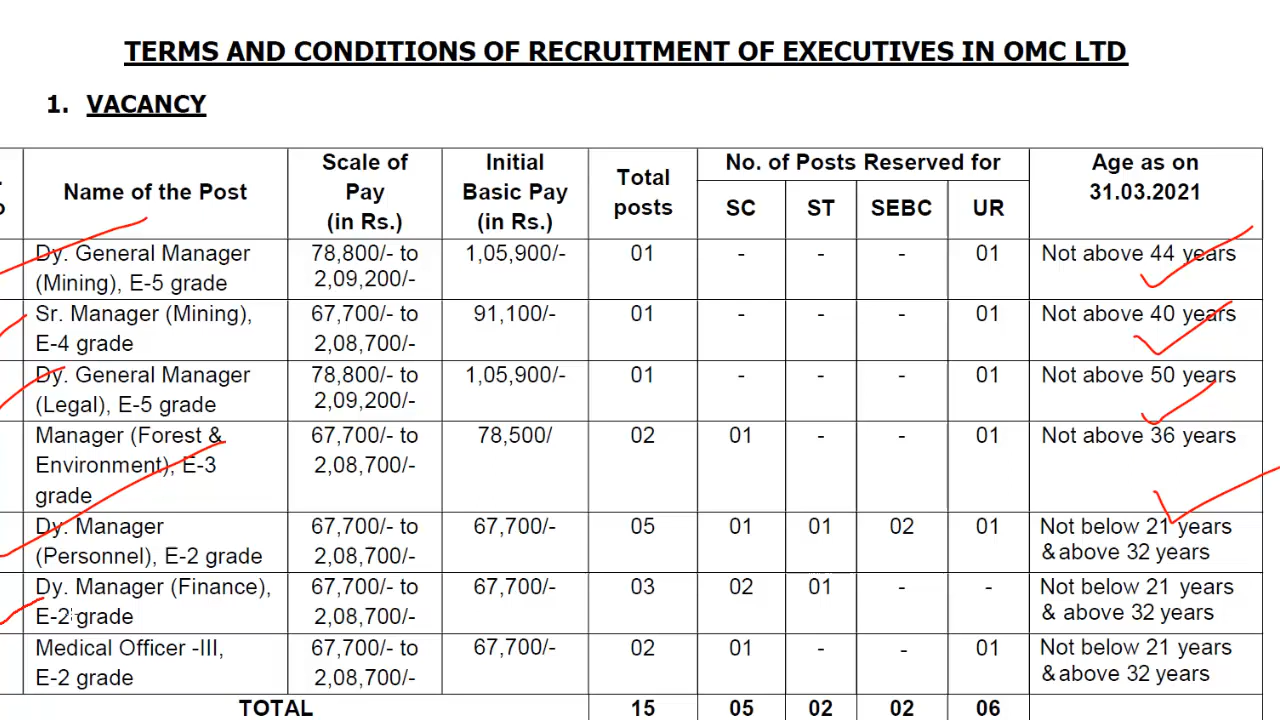 TERMS AND CONDITIONS OF RECRUITMENT OF EXECUTIVES IN OMC LTD
1. VACANCY
Name of the Post
Scale of Pay (in Rs.)
Initial Basic Pay (in Rs.)
Total posts
No. of Posts Reserved for
SC ST SEBC UR
Age as on 31.03.2021
Dy. General Manager (Mining), E-5 grade
78,800/- to 2,09,200/-
1,05,900/-
01 - - - 01
Not above 44 years
Sr. Manager (Mining), E-4 grade
67,700/- to 2,08,700/-
91,100/-
01 - - - 01
Not above 40 years
Dy. General Manager (Legal), E-5 grade
78,800/- to 2,09,200/-
1,05,900/-
01 - - - 01
Not above 50 years
Manager (Forest & Environment), E-3 grade
67,700/- to 2,08,700/-
78,500/
02 01 - - 01
Not above 36 years
Dy. Manager (Personnel), E-2 grade
67,700/- to 2,08,700/-
67,700/-
05 01 01 02 01
Not below 21 years &above 32 years
Dy. Manager (Finance), E-2 grade
67,700/- to 2,08,700/-
67,700/-
03 02 01 - -
Not below 21 years & above 32 years
Medical Officer -III, E-2 grade
67,700/- to 2,08,700/-
67,700/-
02 01 - - 01
Not below 21 years &above 32 years
TOTAL 15 05 02 02 06